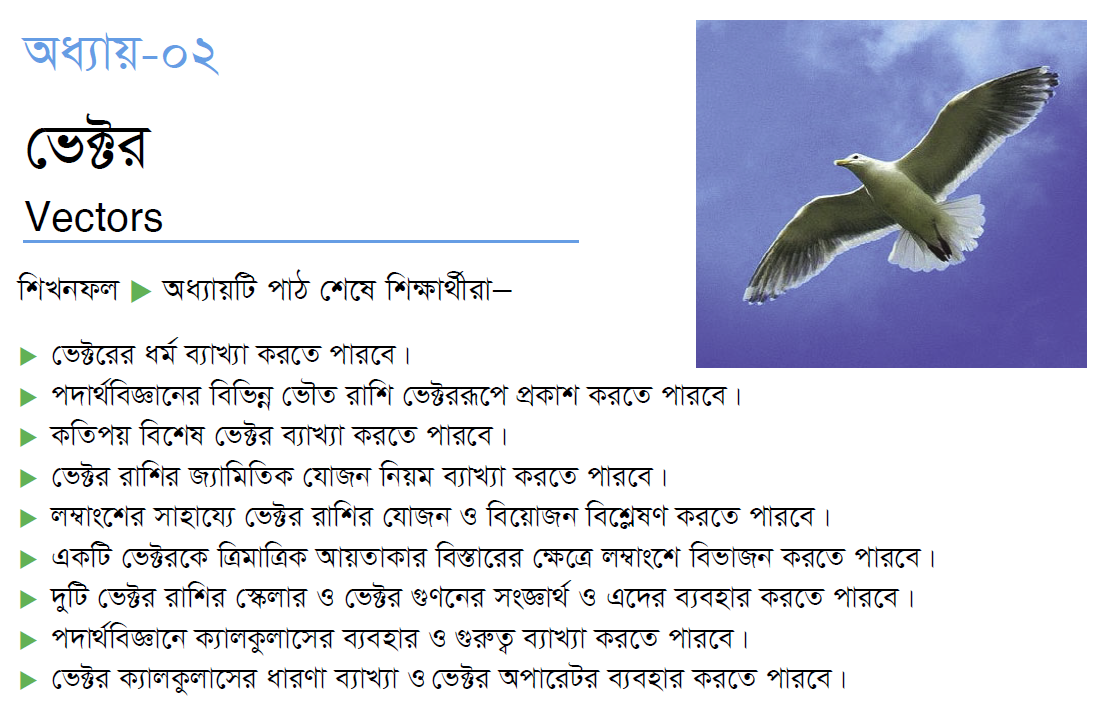 অধ্যায়-০২
ভেক্টর
Vectors
শিখনফল ▶ অধ্যায়টি পাঠ শেষে শিক্ষার্থীরা–
▶ ভেক্টরের ধর্ম ব্যাখ্যা করতে পারবে।
▶ পদার্থবিজ্ঞানের বিভিন্ন ভৌত রাশি ভেক্টররূপে প্রকাশ করতে পারবে।
▶ কতিপয় বিশেষ ভেক্টর ব্যাখ্যা করতে পারবে।
▶ ভেক্টর রাশির জ্যামিতিক যোজন নিয়ম ব্যাখ্যা করতে পারবে।
▶ লম্বাংশের সাহায্যে ভেক্টর রাশির যোজন ও বিয়োজন বিশ্লেষণ করতে পারবে।
▶ একটি ভেক্টরকে ত্রিমাত্রিক আয়তাকার বিস্তারের ক্ষেত্রে লম্বাংশে বিভাজন করতে পারবে।
▶ দুটি ভেক্টর রাশির স্কেলার ও ভেক্টর গুণনের সংজ্ঞার্থ ও এদের ব্যবহার করতে পারবে।
▶ পদার্থবিজ্ঞানে ক্যালকুলাসের ব্যবহার ও গুরুত্ব ব্যাখ্যা করতে পারবে।
▶ ভেক্টর ক্যালকুলাসের ধারণা ব্যাখ্যা ও ভেক্টর অপারেটর ব্যবহার করতে পারবে।